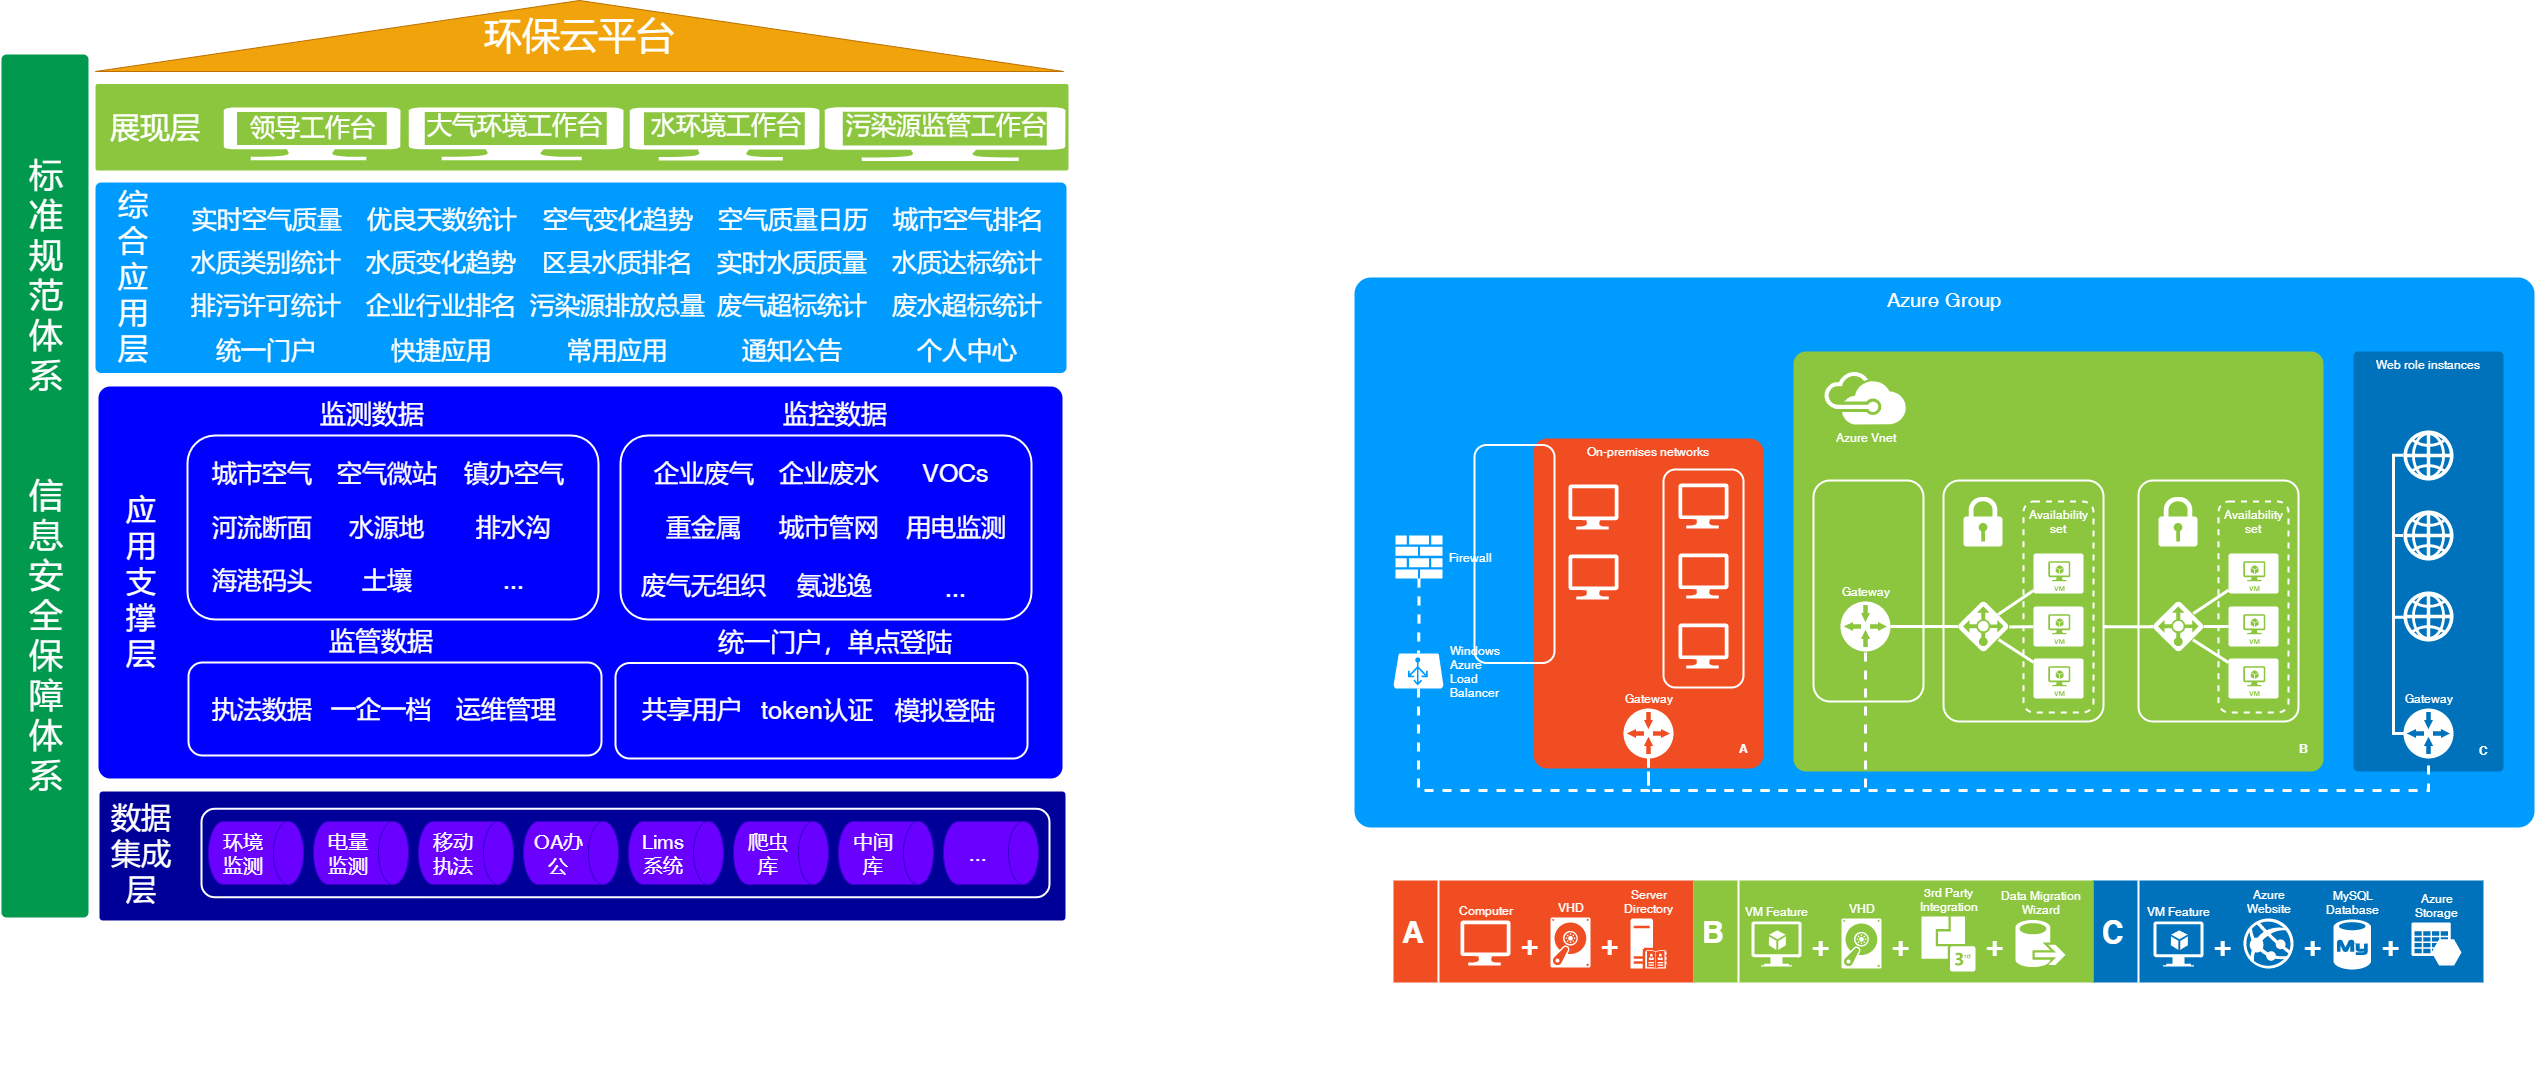 环保云平台
标准规范体系
信息安全保障体系
展现层
领导工作台
大气环境工作台
水环境工作台
污染源监管工作台
综合应用层
实时空气质量 优良天数统计 空气变化趋势 空气质量日历 城市空气排名
水质类别统计 水质变化趋势 区县水质排名 实时水质质量 水质达标统计
排污许可统计 企业行业排名 污染源排放总量 废气超标统计 废水超标统计
统一门户 快捷应用 常用应用 通知公告 个人中心
应用支撑层
监测数据
城市空气 空气微站 镇办空气
河流断面 水源地 排水沟
海港码头 土壤 ...
监控数据
企业废气 企业废水 VOCs
重金属 城市管网 用电监测
废气无组织 氨逃逸 ...
监管数据
执法数据 一企一档 运维管理
统一门户，单点登陆
共享用户 token认证 模拟登陆
数据
集成
层
环境
监测
电量
监测
移动
执法
OA办
公
Lims
系统
爬虫
库
中间
库
...
Azure Group
Firewall
Windows
Azure
Load
Balancer
On-premises networks
Gateway
A
Azure Vnet
Gateway
Availability
set
VM
VM
VM
Availability
set
VM
VM
VM
B
Web role instances
Gateway
C
A
Computer
+
VHD
+
Server
Directory
B
VM Feature
+
VHD
+
3rd Party
Integration
3rd
+
Data Migration
Wizard
C
VM Feature
+
Azure
Website
+
MySQL
Database
My
+
Azure
Storage